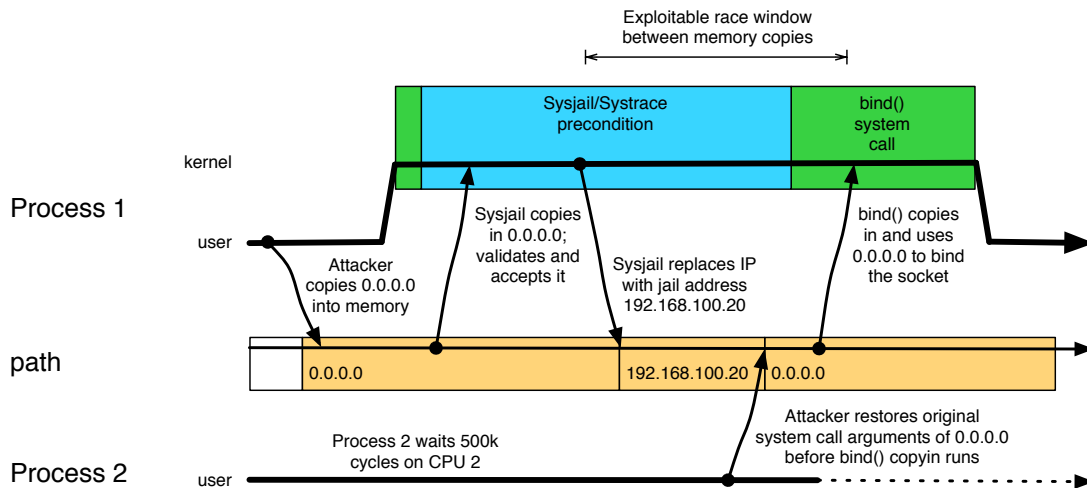 Exploitable race window
between memory copies
Sysjail/Systrace
precondition
bind()
system
call
kernel
Process 1
user
Attacker
copies 0.0.0.0
into memory
Sysjail copies
in 0.0.0.0;
validates and
accepts it
Sysjail replaces IP
with jail address
192.168.100.20
bind() copies
in and uses
0.0.0.0 to bind
the socket
path
0.0.0.0
192.168.100.20
0.0.0.0
Process 2 waits 500k
cycles on CPU 2
Attacker restores original
system call arguments of 0.0.0.0
before bind() copyin runs
Process 2
user